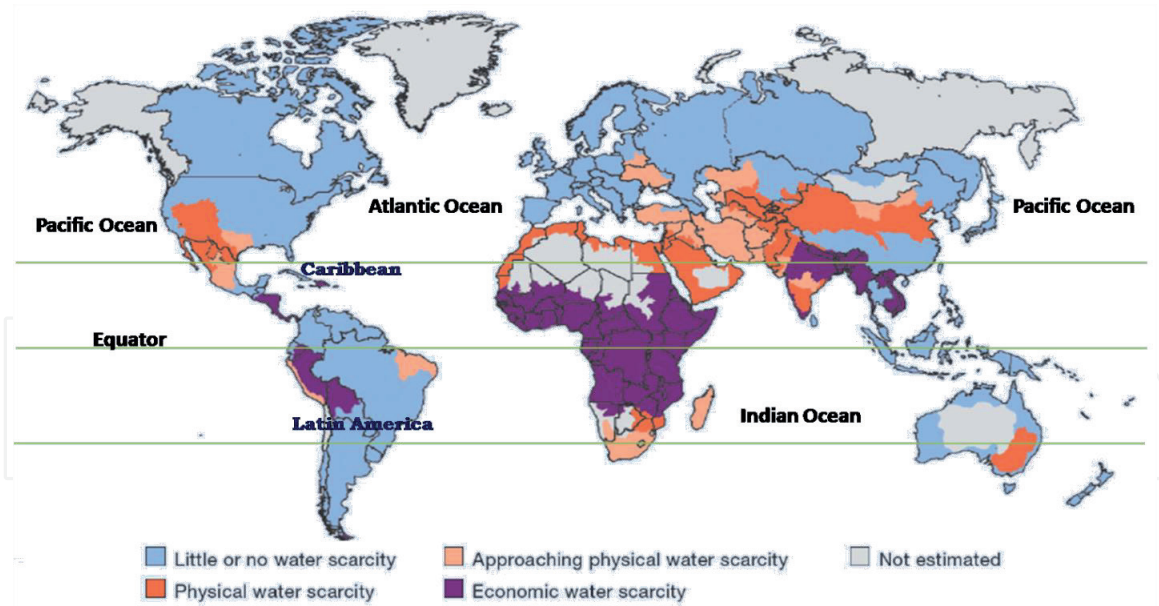 Atlantic Ocean
Pacific Ocean
Pacific Ocean
Caribbean
Equator
Indian Ocean
Latin America
Little or no water scarcity
Approaching physical water scarcity
Not estimated
Physical water scarcity
Economic water scarcity